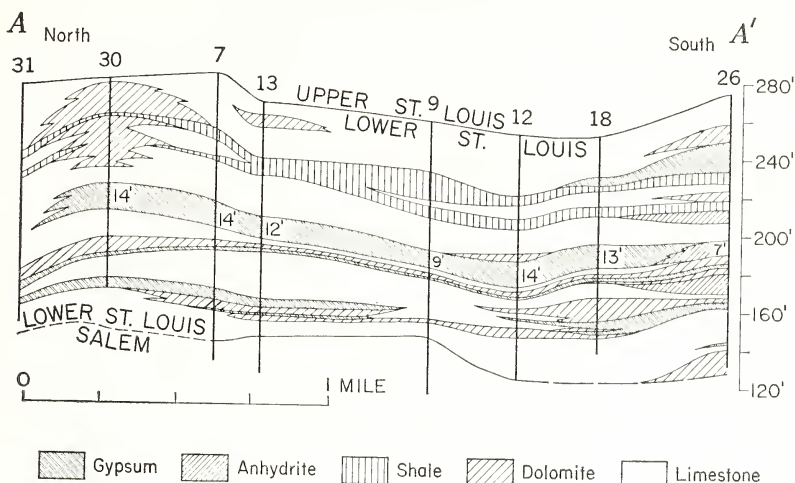 A North
South A'
31 30 7 13 9 12 18 26
UPPER ST. LOUIS
LOWER ST. LOUIS
280'
240'
200'
160'
120'
14' 14' 12' 9' 14' 13' 7'
LOWER ST. LOUIS
SALEM
0 1 MILE
Gypsum Anhydrite Shale Dolomite Limestone